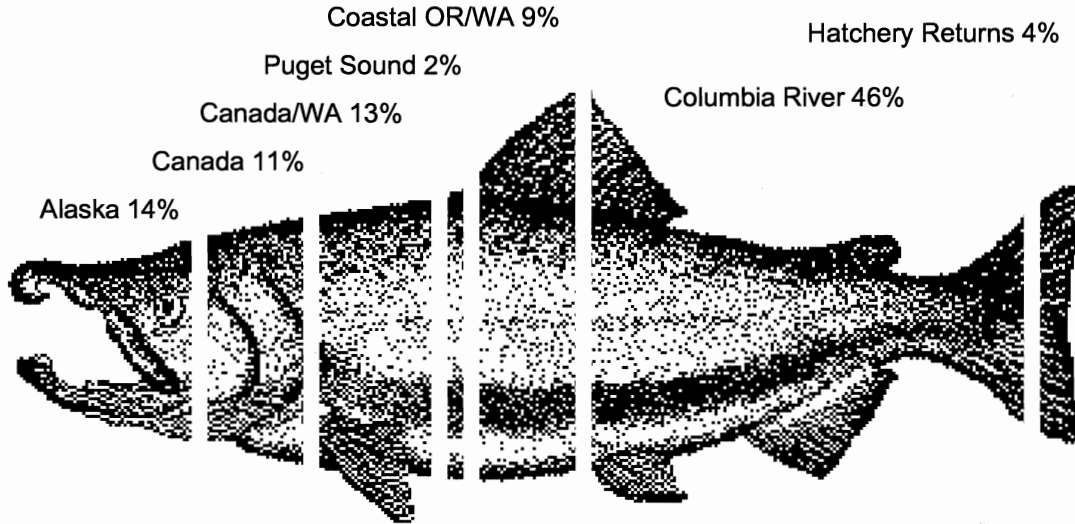 Coastal OR/WA 9%
Hatchery Returns 4%
Puget Sound 2%
Columbia River 46%
Canada/WA 13%
Canada 11%
Alaska 14%